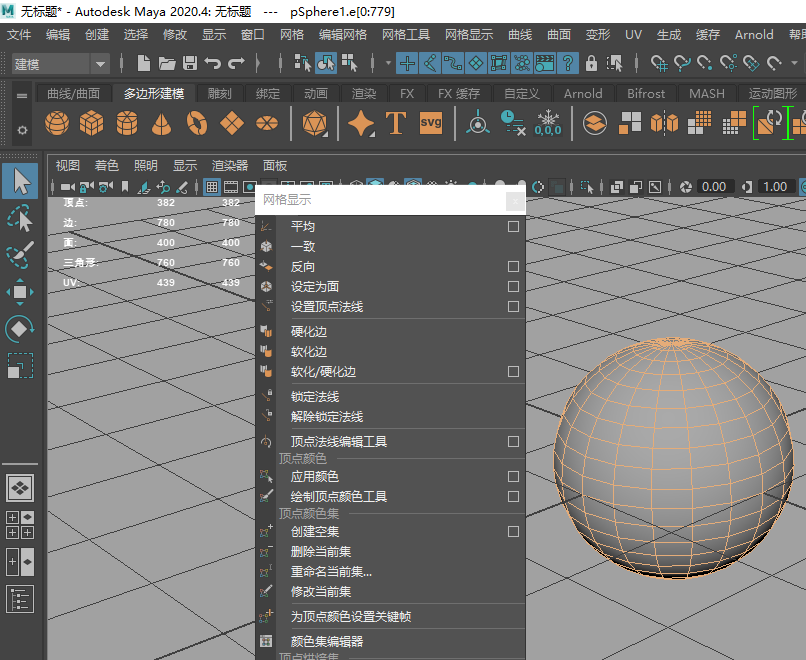 无标题* - Autodesk Maya 2020.4: 无标题 --- pSphere1.e[0:779]
文件 编辑 创建 选择 修改 显示 窗口 网格 编辑网格 网格工具 网格显示 曲线 曲面 变形 UV 生成 缓存 Arnold
建模
曲线/曲面 多边形建模 雕刻 绑定 动画 渲染 FX FX 缓存 自定义 Arnold Bifrost MASH 运动图形
T svg 0,0,0
视图 着色 照明 显示 渲染器 面板
0.00 1.00
顶点: 382 382
边: 780 780
面: 400 400
三角形: 760 760
UV: 439 439
网格显示
平均
一致
反向
设定为面
设置顶点法线
硬化边
软化边
软化/硬化边
锁定法线
解除锁定法线
顶点法线编辑工具
顶点颜色
应用颜色
绘制顶点颜色工具
顶点颜色集
创建空集
删除当前集
重命名当前集...
修改当前集
为顶点颜色设置关键帧
颜色集编辑器
顶点烘焙集